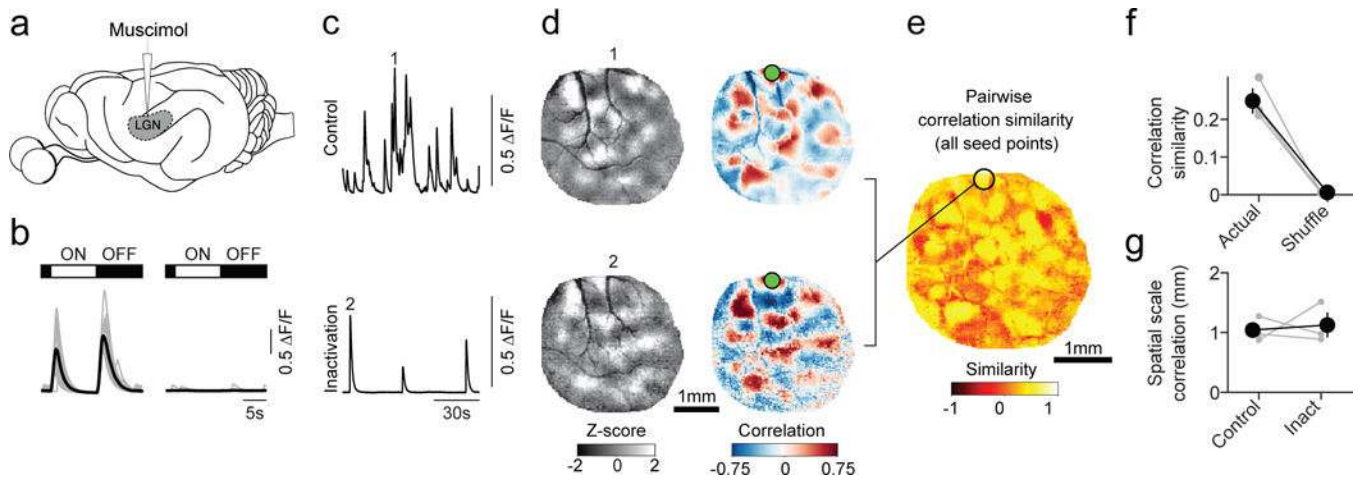 a
Muscimol
LGN
b
ON OFF
ON OFF
0.5 ΔF/F
5s
c
1
Control
0.5 ΔF/F
2
Inactivation
0.5 ΔF/F
30s
d
1
2
1mm
Z-score
-2 0 2
Correlation
-0.75 0 0.75
e
Pairwise
correlation similarity
(all seed points)
1mm
Similarity
-1 0 1
f
Correlation
similarity
0.2
0.1
0
Actual
Shuffle
g
Spatial scale
correlation (mm)
2
1
0
Control
Inact